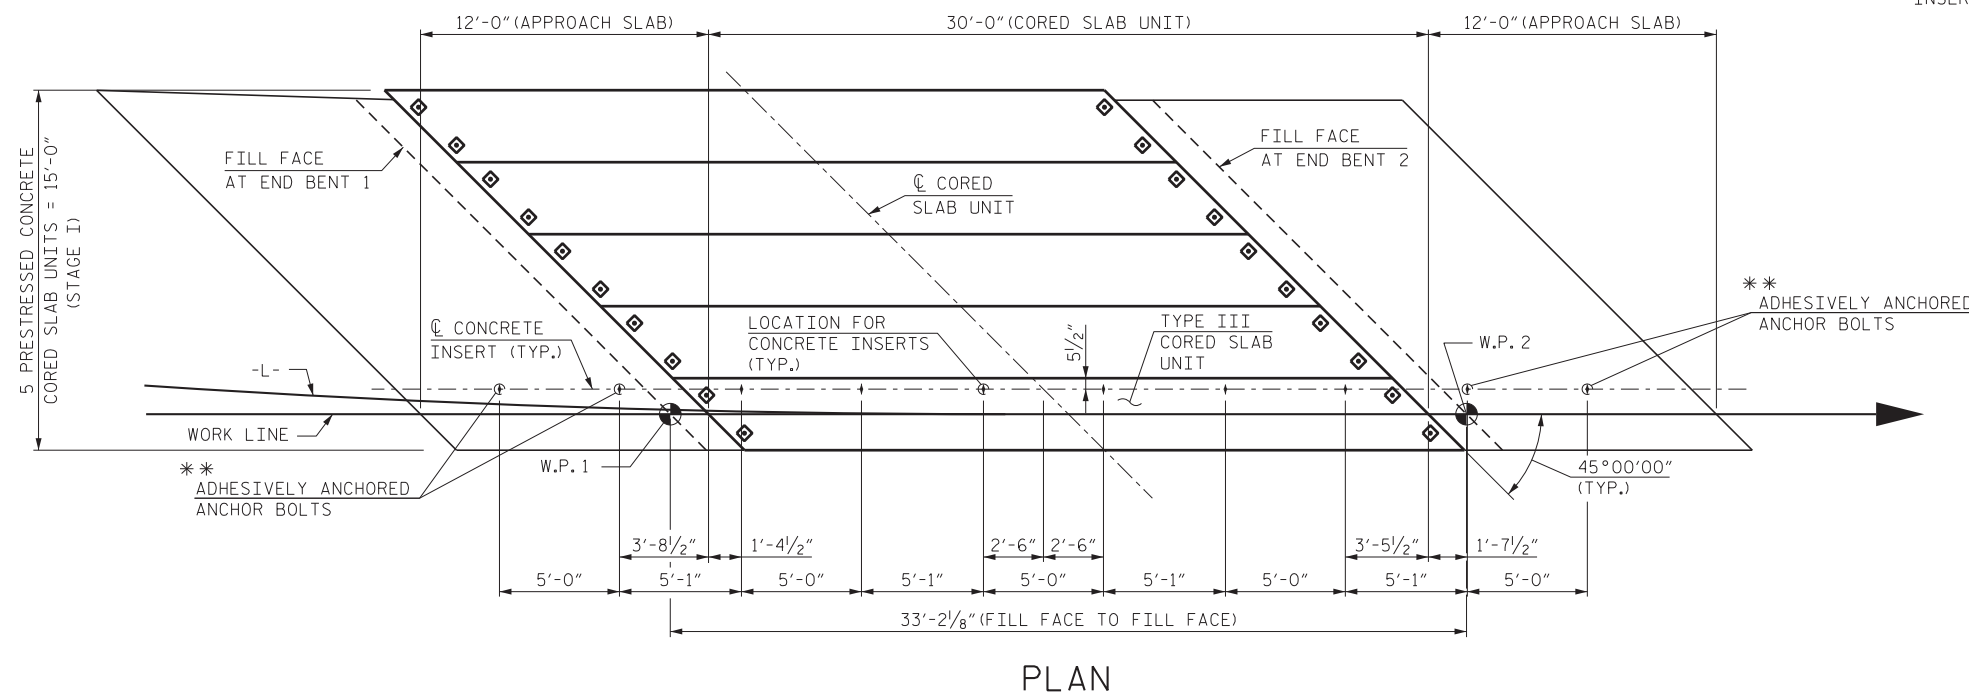 INSER
12'-0" (APPROACH SLAB)
30'-0" (CORED SLAB UNIT)
12'-0" (APPROACH SLAB)
5 PRESTRESSED CONCRETE
CORED SLAB UNITS = 15'-0"
(STAGE I)
FILL FACE
AT END BENT 1
℄ CORED
SLAB UNIT
FILL FACE
AT END BENT 2
℄ CONCRETE
INSERT (TYP.)
LOCATION FOR
CONCRETE INSERTS
(TYP.)
5½"
TYPE III
CORED SLAB
UNIT
W.P. 2
**
ADHESIVELY ANCHORED
ANCHOR BOLTS
-L-
WORK LINE
W.P. 1
**
ADHESIVELY ANCHORED
ANCHOR BOLTS
45°00'00"
(TYP.)
3'-8½"
1'-4½"
2'-6"
2'-6"
3'-5½"
1'-7½"
5'-0"
5'-1"
5'-0"
5'-1"
5'-0"
5'-1"
5'-0"
5'-1"
5'-0"
33'-2⅛" (FILL FACE TO FILL FACE)
PLAN